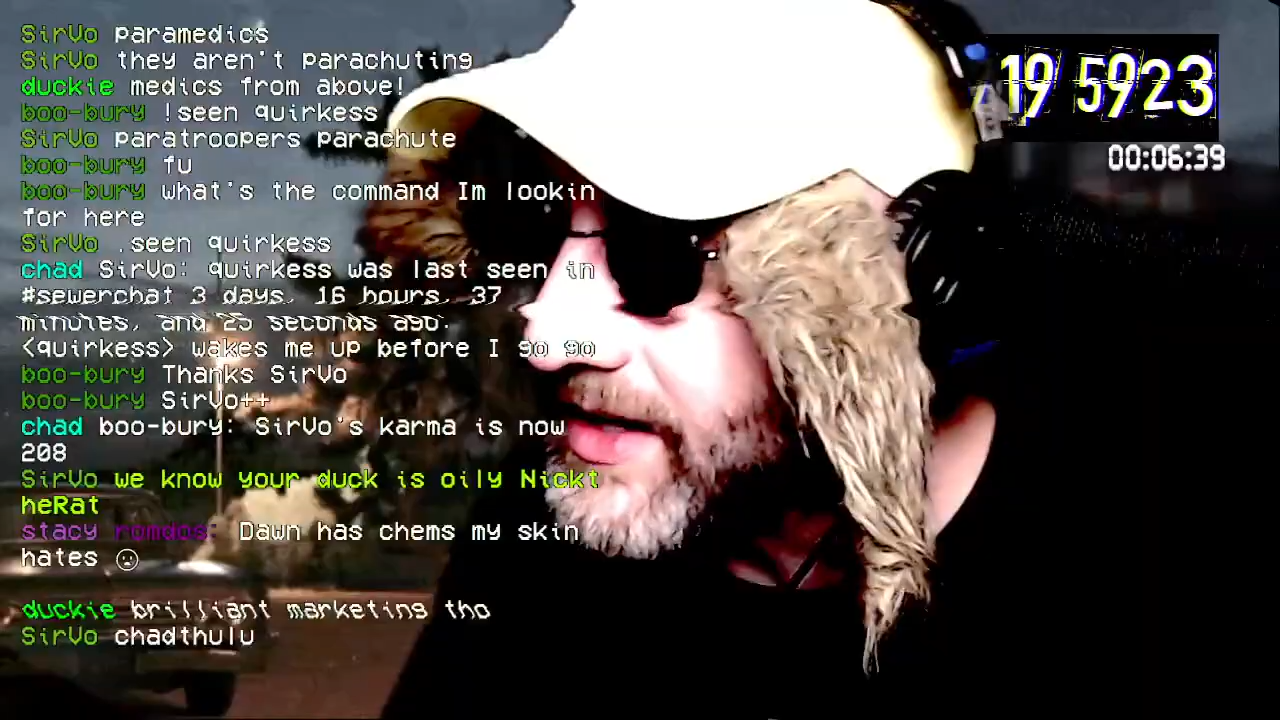 SirVo paramedics
SirVo they aren't parachuting
duckie medics from above!
boo-bury !seen quirkess
SirVo paratroopers parachute
boo-bury fu
boo-bury what's the command Im lookin
for here
SirVo .seen quirkess
chad SirVo: quirkess was last seen in
#sewerchat 3 days, 16 hours, 37
minutes, and 25 seconds ago.
<quirkess> wakes me up before I go go
boo-bury Thanks SirVo
boo-bury SirVo++
chad boo-bury: SirVo's karma is now
208
SirVo we know your duck is oily Nickt
heRat
stacy romdos: Dawn has chems my skin
hates ☹
duckie brilliant marketing tho
SirVo chadthulu
19 5923
00:06:39